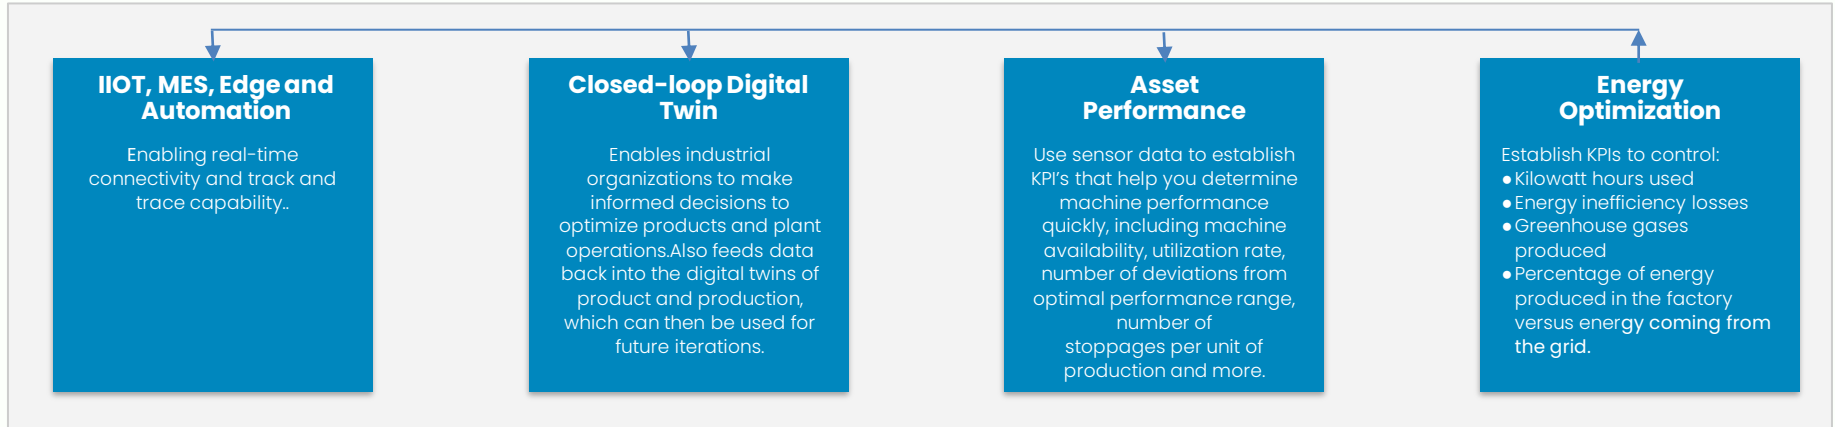 IIOT, MES, Edge and
Automation
Enabling real-time
connectivity and track and
trace capability..
Closed-loop Digital
Twin
Enables industrial
organizations to make
informed decisions to
optimize products and plant
operations.Also feeds data
back into the digital twins of
product and production,
which can then be used for
future iterations.
Asset
Performance
Use sensor data to establish
KPI's that help you determine
machine performance
quickly, including machine
availability, utilization rate,
number of deviations from
optimal performance range,
number of
stoppages per unit of
production and more.
Energy
Optimization
Establish KPIs to control:
●Kilowatt hours used
●Energy inefficiency losses
●Greenhouse gases
produced
●Percentage of energy
produced in the factory
versus energy coming from
the grid.